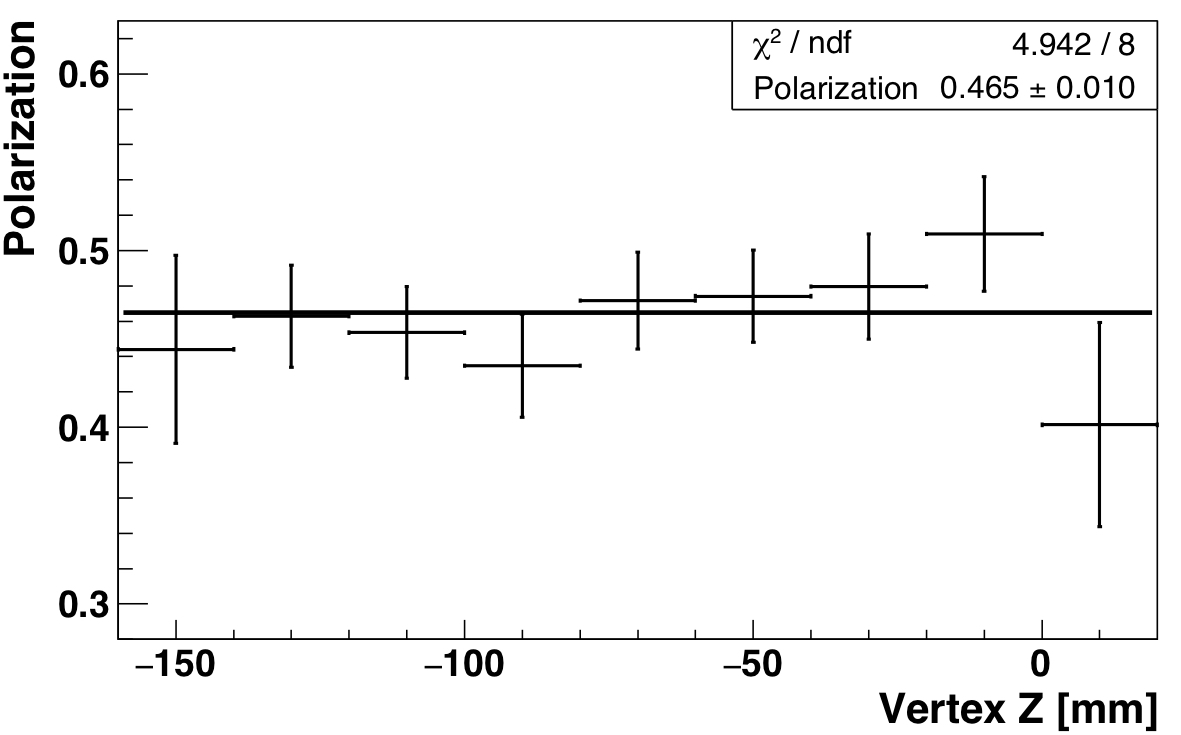 Polarization
χ² / ndf 4.942 / 8
Polarization 0.465 ± 0.010
0.6
0.5
0.4
0.3
−150 −100 −50 0
Vertex Z [mm]